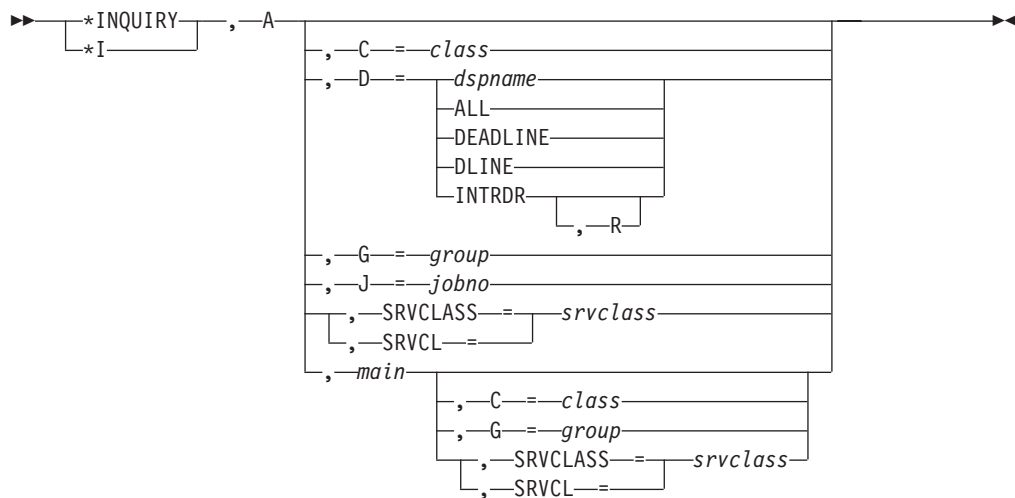 *INQUIRY , A
*I
, C = class
, D = dspname
ALL
DEADLINE
DLINE
INTRDR
, R
, G = group
, J = jobno
, SRVCLASS = srvclass
, SRVCL =
, main
, C = class
, G = group
, SRVCLASS = srvclass
, SRVCL =